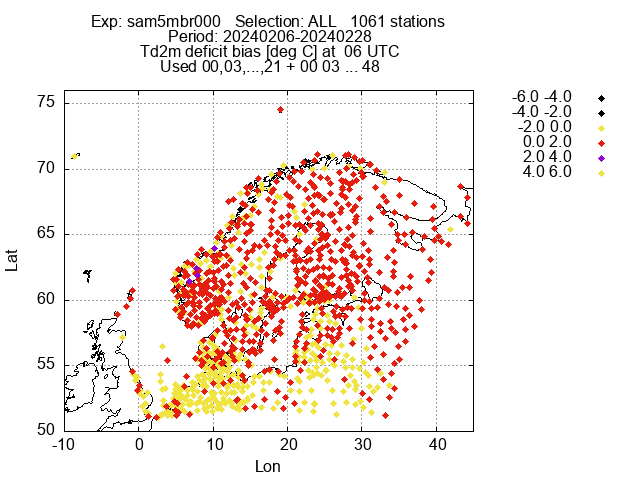 Exp: sam5mbr000 Selection: ALL 1061 stations
Period: 20240206-20240228
Td2m deficit bias [deg C] at 06 UTC
Used 00,03,...,21 + 00 03 ... 48
-6.0 -4.0
-4.0 -2.0
-2.0 0.0
0.0 2.0
2.0 4.0
4.0 6.0
75
70
65
60
55
50
Lat
-10 0 10 20 30 40
Lon